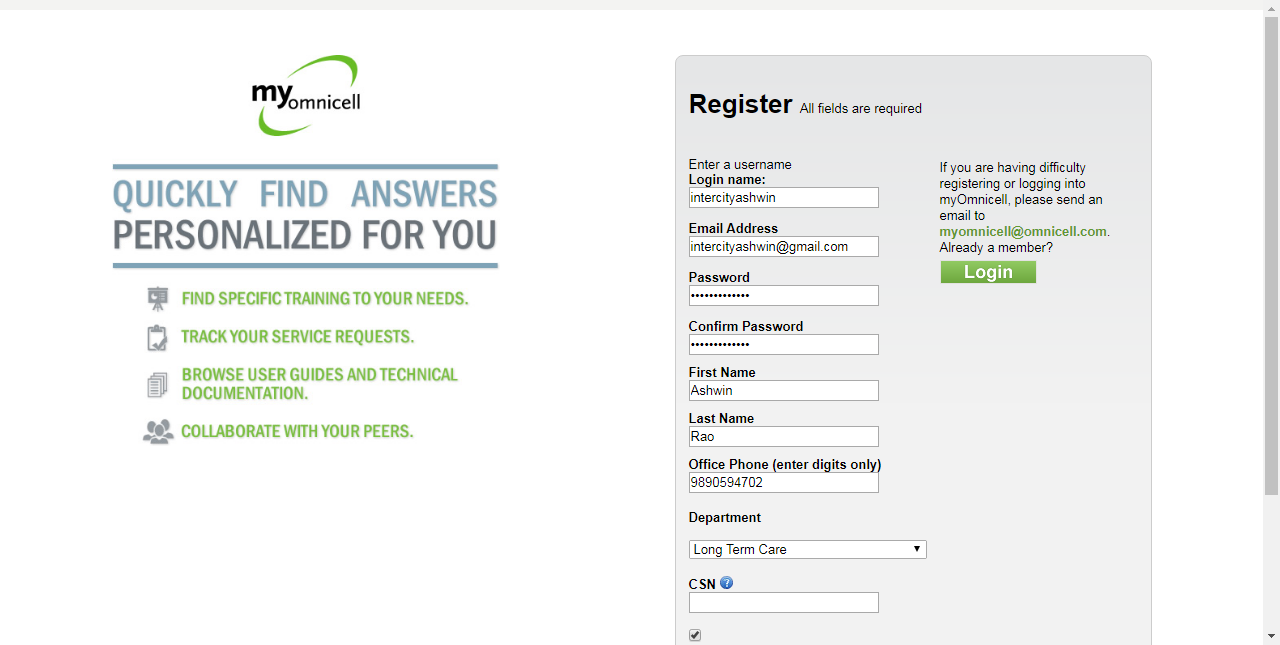 my omnicell
QUICKLY FIND ANSWERS
PERSONALIZED FOR YOU
FIND SPECIFIC TRAINING TO YOUR NEEDS.
TRACK YOUR SERVICE REQUESTS.
BROWSE USER GUIDES AND TECHNICAL
DOCUMENTATION.
COLLABORATE WITH YOUR PEERS.
Register All fields are required
Enter a username
Login name:
intercityashwin
Email Address
intercityashwin@gmail.com
Password
•••••••••••••
Confirm Password
•••••••••••••
First Name
Ashwin
Last Name
Rao
Office Phone (enter digits only)
9890594702
Department
Long Term Care
CSN ?
If you are having difficulty
registering or logging into
myOmnicell, please send an
email to
myomnicell@omnicell.com.
Already a member?
Login